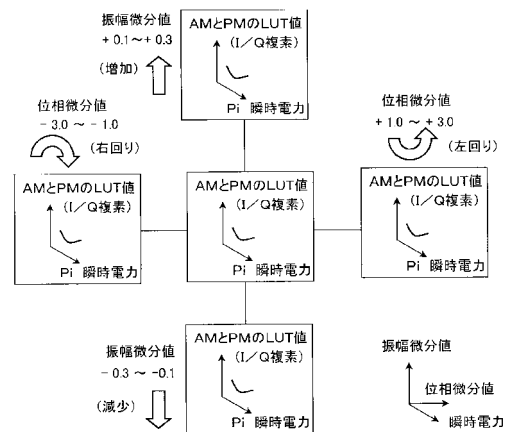 振幅微分値
+0.1～+0.3
(増加)
AMとPMのLUT値
(I/Q複素)
Pi 瞬時電力
位相微分値
-3.0 ～ -1.0
(右回り)
AMとPMのLUT値
(I/Q複素)
Pi 瞬時電力
AMとPMのLUT値
(I/Q複素)
Pi 瞬時電力
位相微分値
+1.0 ～ +3.0
(左回り)
AMとPMのLUT値
(I/Q複素)
Pi 瞬時電力
振幅微分値
-0.3 ～ -0.1
(減少)
AMとPMのLUT値
(I/Q複素)
Pi 瞬時電力
振幅微分値
位相微分値
瞬時電力